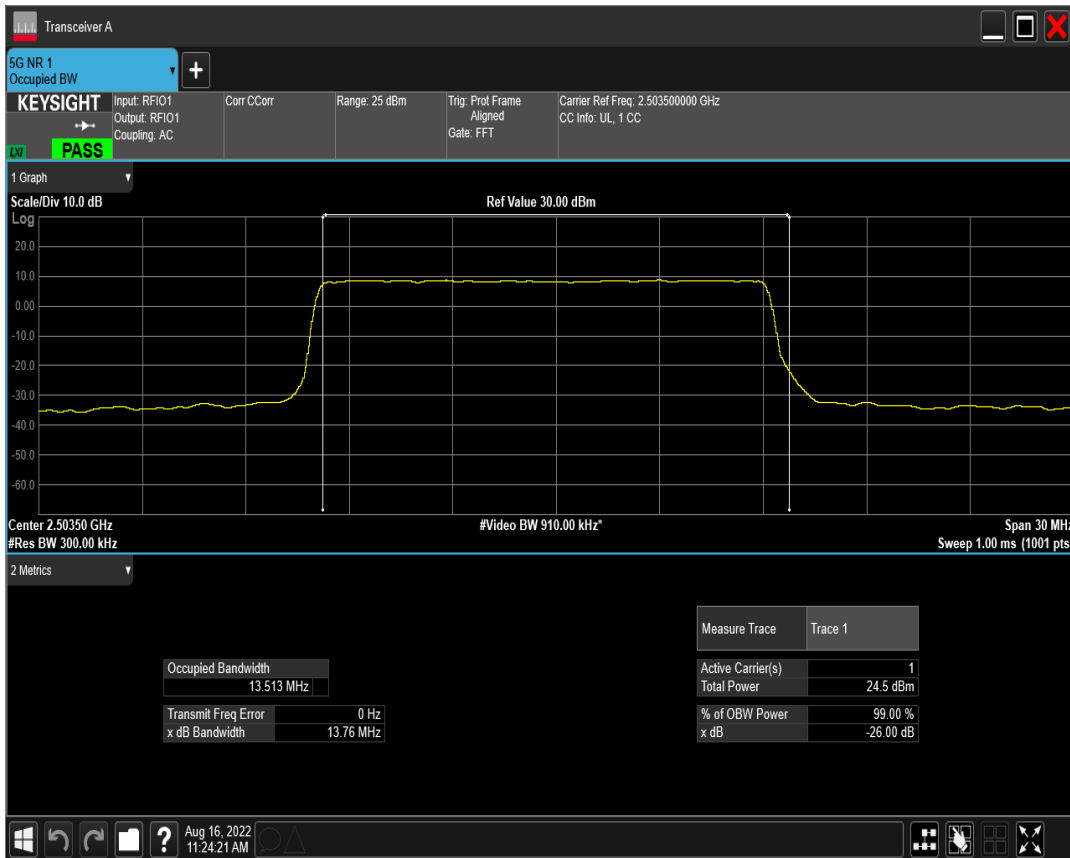 Transceiver A
5G NR 1
Occupied BW
KEYSIGHT
LXI
PASS
Input: RFIO1
Output: RFIO1
Coupling: AC
Corr CCorr
Range: 25 dBm
Trig: Prot Frame
Aligned
Gate: FFT
Carrier Ref Freq: 2.503500000 GHz
CC Info: UL, 1 CC
1 Graph
Scale/Div 10.0 dB
Ref Value 30.00 dBm
Log
20.0
10.0
0.00
-10.0
-20.0
-30.0
-40.0
-50.0
-60.0
Center 2.50350 GHz
#Video BW 910.00 kHz*
Span 30 MHz
#Res BW 300.00 kHz
Sweep 1.00 ms (1001 pts
2 Metrics
Measure Trace Trace 1
Occupied Bandwidth
13.513 MHz
Active Carrier(s) 1
Total Power 24.5 dBm
Transmit Freq Error 0 Hz
x dB Bandwidth 13.76 MHz
% of OBW Power 99.00 %
x dB -26.00 dB
?
Aug 16, 2022
11:24:21 AM